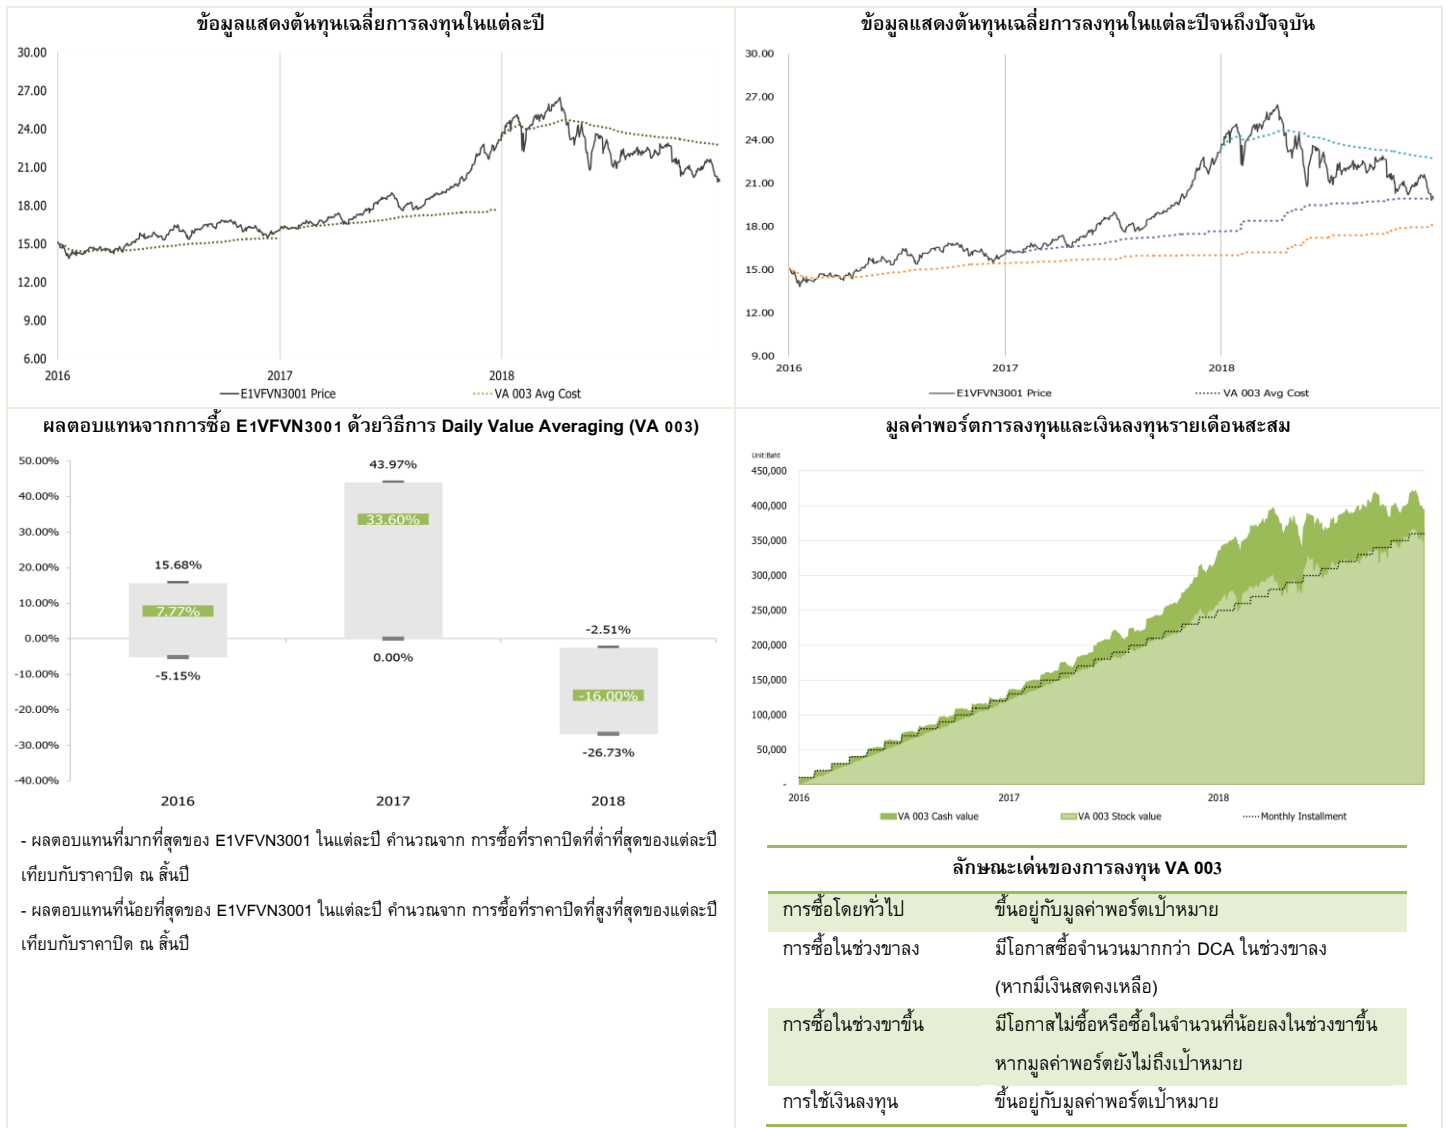 ข้อมูลแสดงต้นทุนเฉลี่ยการลงทุนในแต่ละปี
30.00
27.00
24.00
21.00
18.00
15.00
12.00
9.00
6.00
2016
2017
2018
E1VFVN3001 Price
VA 003 Avg Cost
ข้อมูลแสดงต้นทุนเฉลี่ยการลงทุนในแต่ละปีจนถึงปัจจุบัน
30.00
27.00
24.00
21.00
18.00
15.00
12.00
9.00
2016
2017
2018
E1VFVN3001 Price
VA 003 Avg Cost
ผลตอบแทนจากการซื้อ E1VFVN3001 ด้วยวิธีการ Daily Value Averaging (VA 003)
50.00%
40.00%
30.00%
20.00%
10.00%
0.00%
-10.00%
-20.00%
-30.00%
-40.00%
15.68%
7.77%
-5.15%
43.97%
33.60%
0.00%
-2.51%
-16.00%
-26.73%
2016
2017
2018
- ผลตอบแทนที่มากที่สุดของ E1VFVN3001 ในแต่ละปี คำนวณจาก การซื้อที่ราคาปิดที่ต่ำที่สุดของแต่ละปี
เทียบกับราคาปิด ณ สิ้นปี
- ผลตอบแทนที่น้อยที่สุดของ E1VFVN3001 ในแต่ละปี คำนวณจาก การซื้อที่ราคาปิดที่สูงที่สุดของแต่ละปี
เทียบกับราคาปิด ณ สิ้นปี
มูลค่าพอร์ตการลงทุนและเงินลงทุนรายเดือนสะสม
Unit:Baht
450,000
400,000
350,000
300,000
250,000
200,000
150,000
100,000
50,000
-
2016
2017
2018
VA 003 Cash value
VA 003 Stock value
Monthly Installment
ลักษณะเด่นของการลงทุน VA 003
การซื้อโดยทั่วไป ขึ้นอยู่กับมูลค่าพอร์ตเป้าหมาย
การซื้อในช่วงขาลง มีโอกาสซื้อจำนวนมากกว่า DCA ในช่วงขาลง
(หากมีเงินสดคงเหลือ)
การซื้อในช่วงขาขึ้น มีโอกาสไม่ซื้อหรือซื้อในจำนวนที่น้อยลงในช่วงขาขึ้น
หากมูลค่าพอร์ตยังไม่ถึงเป้าหมาย
การใช้เงินลงทุน ขึ้นอยู่กับมูลค่าพอร์ตเป้าหมาย